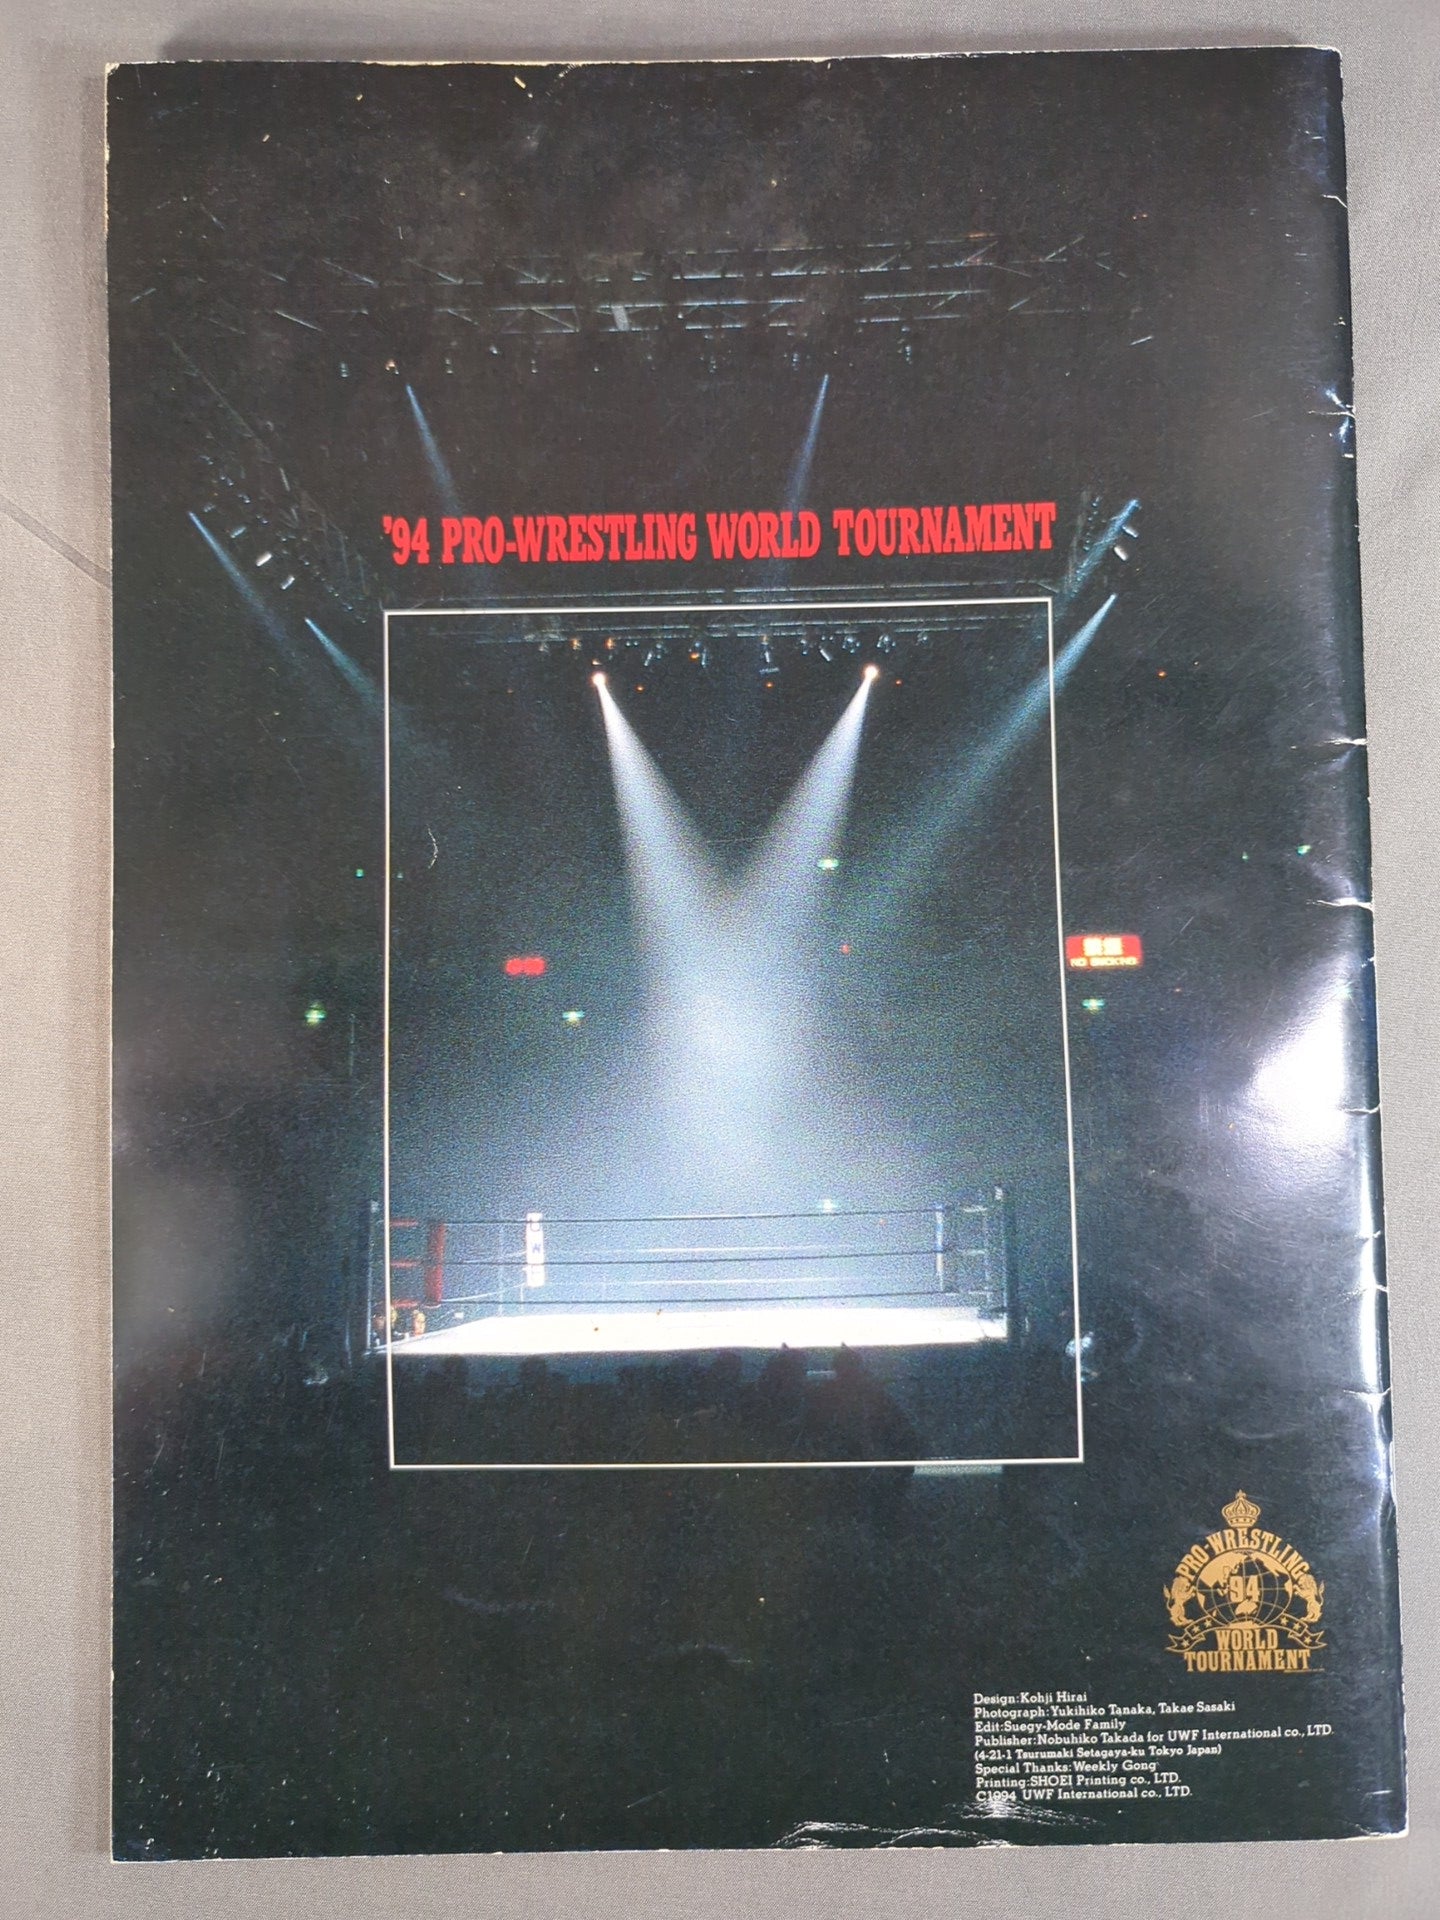 '94 PRO-WRESTLING WORLD TOURNAMENT
NO SMOKING
PRO-WRESTLING
'94
WORLD
TOURNAMENT
Design:Kohji Hirai
Photograph:Yukihiko Tanaka, Takae Sasaki
Edit:Suegy-Mode Family
Publisher:Nobuhiko Takada for UWF International co., LTD.
(4-21-1 Tsurumaki Setagaya-ku Tokyo Japan)
Special Thanks:Weekly Gong
Printing:SHOEI Printing co., LTD.
C1994 UWF International co., LTD.